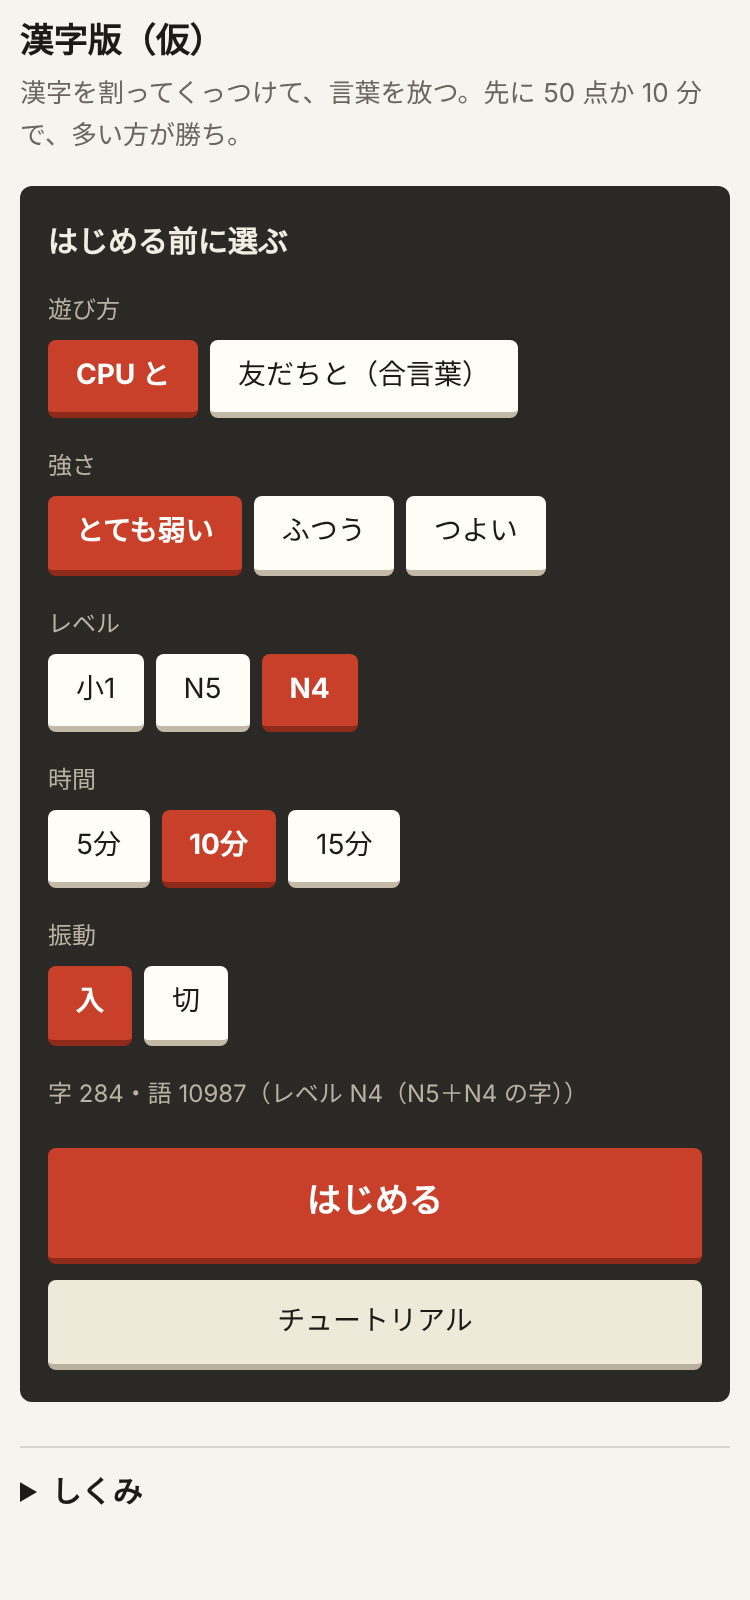 漢字版（仮）
漢字を割ってくっつけて、言葉を放つ。先に 50 点か 10 分
で、多い方が勝ち。
はじめる前に選ぶ
遊び方
CPU と
友だちと（合言葉）
強さ
とても弱い
ふつう
つよい
レベル
小1
N5
N4
時間
5分
10分
15分
振動
入
切
字 284・語 10987（レベル N4（N5＋N4 の字））
はじめる
チュートリアル
▶ しくみ